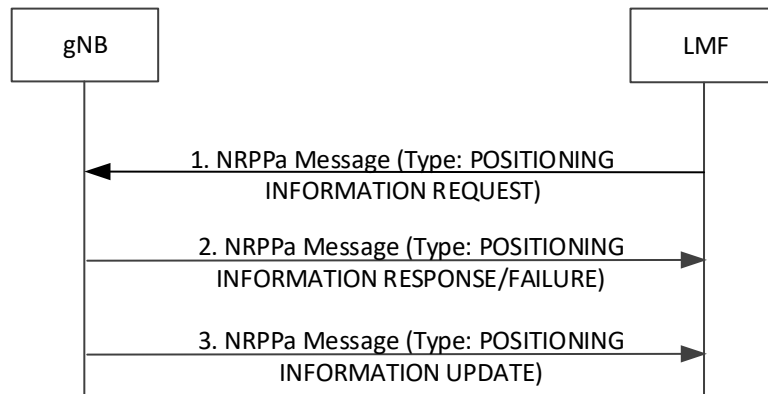 gNB
LMF
1. NRPPa Message (Type: POSITIONING
INFORMATION REQUEST)
2. NRPPa Message (Type: POSITIONING
INFORMATION RESPONSE/FAILURE)
3. NRPPa Message (Type: POSITIONING
INFORMATION UPDATE)